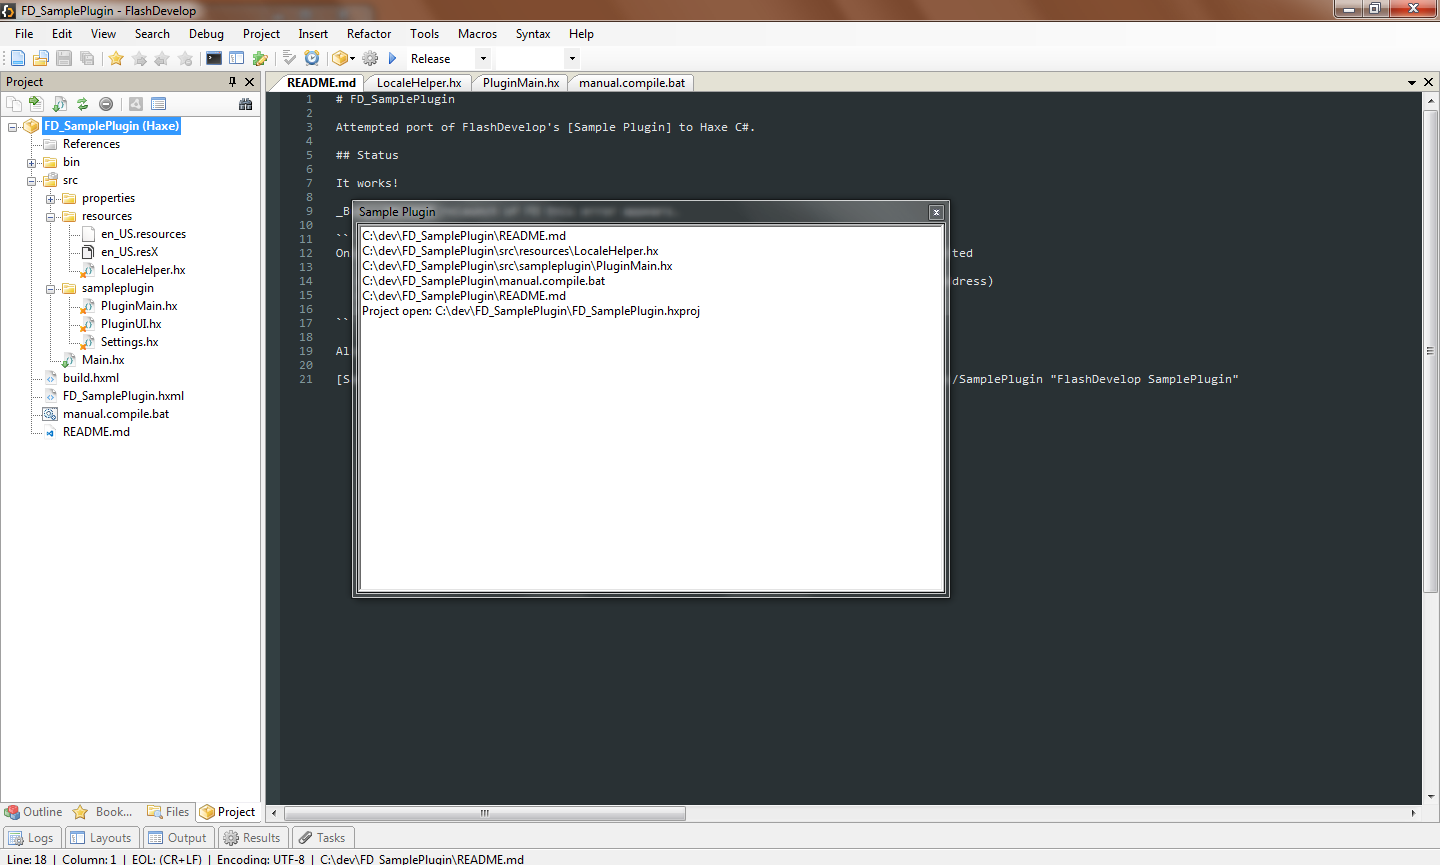 FD_SamplePlugin - FlashDevelop
File Edit View Search Debug Project Insert Refactor Tools Macros Syntax Help
Release
Project
FD_SamplePlugin (Haxe)
References
bin
src
properties
resources
en_US.resources
en_US.resX
LocaleHelper.hx
sampleplugin
PluginMain.hx
PluginUI.hx
Settings.hx
Main.hx
build.hxml
FD_SamplePlugin.hxml
manual.compile.bat
README.md
Outline Book... Files Project
README.md LocaleHelper.hx PluginMain.hx manual.compile.bat
1 # FD_SamplePlugin
2
3 Attempted port of FlashDevelop's [Sample Plugin] to Haxe C#.
4
5 ## Status
6
7 It works!
8
9 _B error appears.
10
11 ``
12 On ted
13
14 dress)
15
16
17 ``
18
19 Al
20
21 [S /SamplePlugin "FlashDevelop SamplePlugin"
Sample Plugin
C:\dev\FD_SamplePlugin\README.md
C:\dev\FD_SamplePlugin\src\resources\LocaleHelper.hx
C:\dev\FD_SamplePlugin\src\sampleplugin\PluginMain.hx
C:\dev\FD_SamplePlugin\manual.compile.bat
C:\dev\FD_SamplePlugin\README.md
Project open: C:\dev\FD_SamplePlugin\FD_SamplePlugin.hxproj
Logs Layouts Output Results Tasks
Line: 18 | Column: 1 | EOL: (CR+LF) | Encoding: UTF-8 | C:\dev\FD_SamplePlugin\README.md